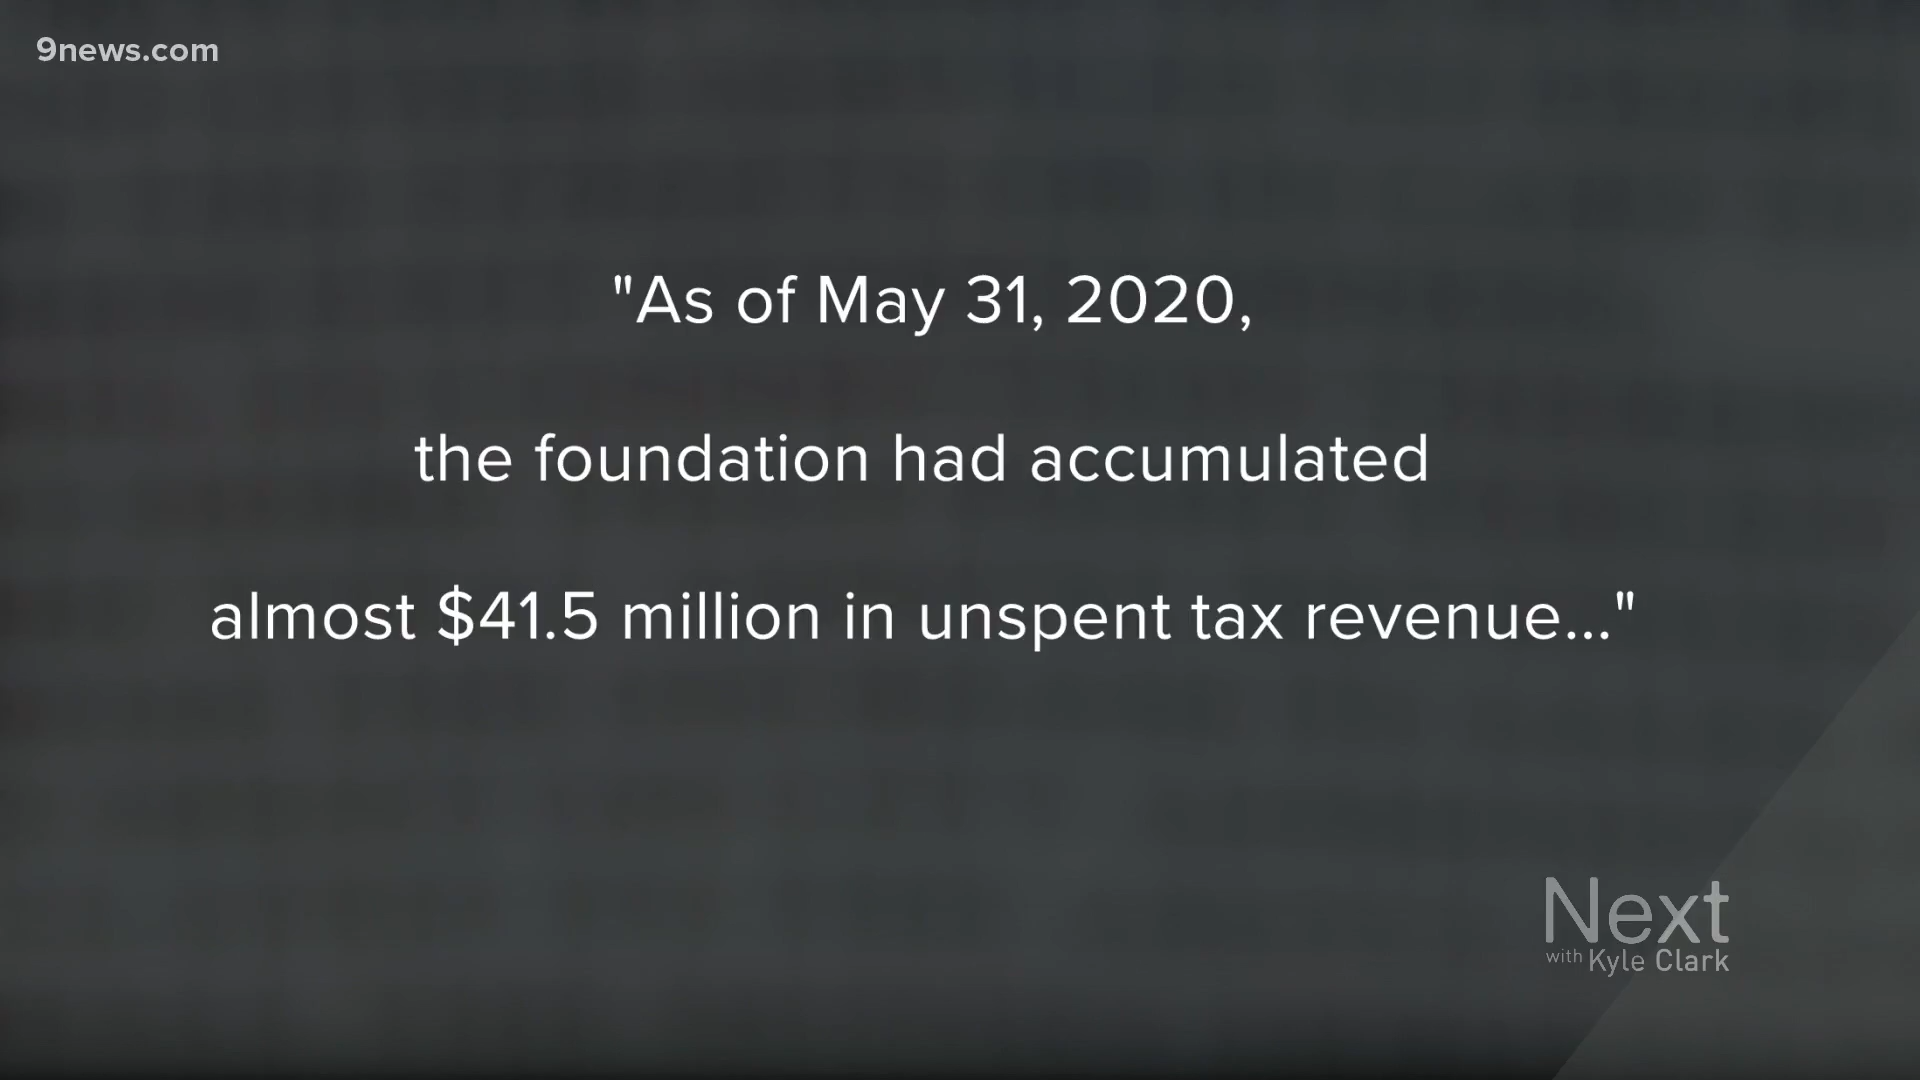 9news.com
"As of May 31, 2020,
the foundation had accumulated
almost $41.5 million in unspent tax revenue..."
Next
with Kyle Clark